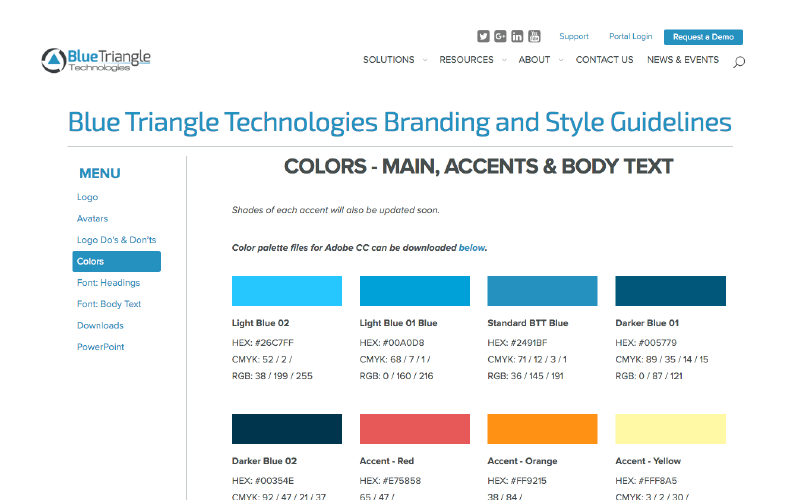 Support
Portal Login
Request a Demo
BlueTriangle
Technologies
SOLUTIONS
RESOURCES
ABOUT
CONTACT US
NEWS & EVENTS
Blue Triangle Technologies Branding and Style Guidelines
MENU
Logo
Avatars
Logo Do's & Don'ts
Colors
Font: Headings
Font: Body Text
Downloads
PowerPoint
COLORS - MAIN, ACCENTS & BODY TEXT
Shades of each accent will also be updated soon.
Color palette files for Adobe CC can be downloaded below.
Light Blue 02
HEX: #26C7FF
CMYK: 52 / 2 /
RGB: 38 / 199 / 255
Light Blue 01 Blue
HEX: #00A0D8
CMYK: 68 / 7 / 1 /
RGB: 0 / 160 / 216
Standard BTT Blue
HEX: #2491BF
CMYK: 71 / 12 / 3 / 1
RGB: 36 / 145 / 191
Darker Blue 01
HEX: #005779
CMYK: 89 / 35 / 14 / 15
RGB: 0 / 87 / 121
Darker Blue 02
HEX: #00354E
CMYK: 92 / 47 / 21 / 37
Accent - Red
HEX: #E75858
65 / 47 /
Accent - Orange
HEX: #FF9215
38 / 84 /
Accent - Yellow
HEX: #FFF8A5
CMYK: 3 / 2 / 30 /